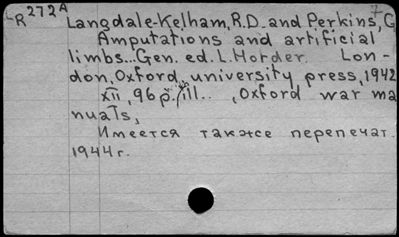 R272A
Langdale-Kelham, R.D. and Perkins, G
Amputations and artificial
limbs... Gen. ed. L. Horder. Lon-
don, Oxford university press, 1942
XII, 96 p. ill.. , Oxford war ma
nuals,
Имеется также перепечат.
1944 г.